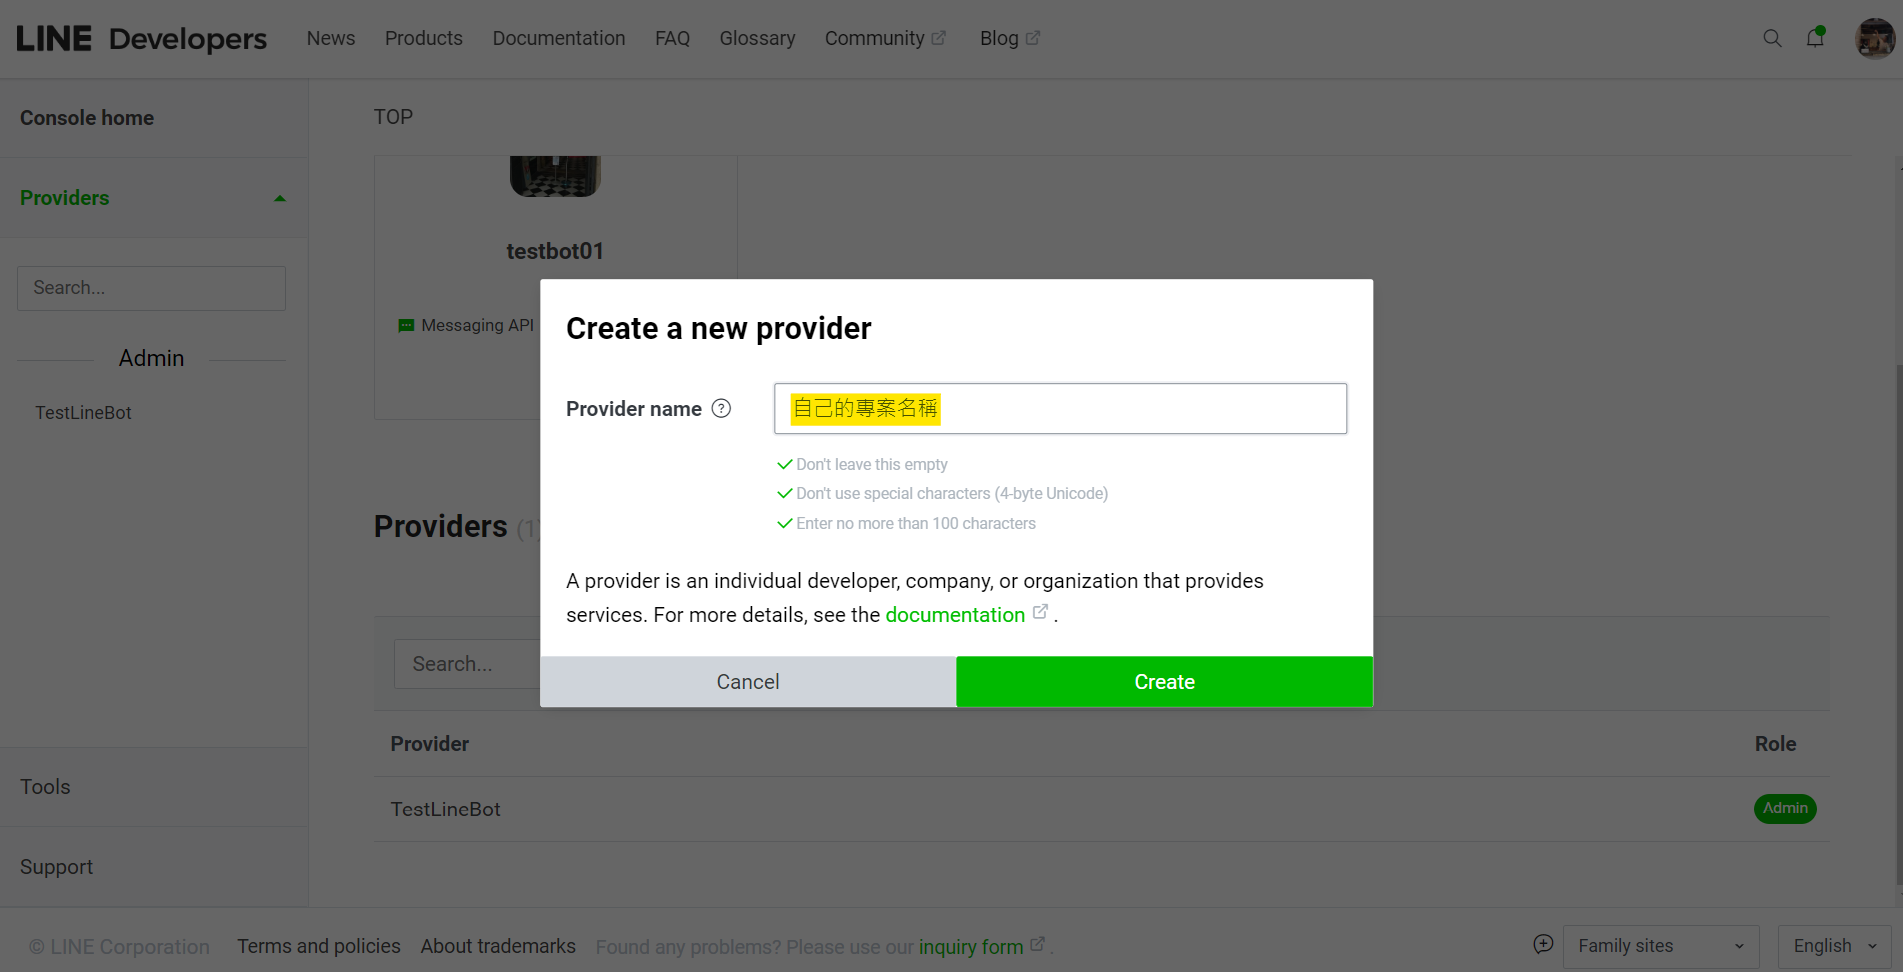 LINE Developers
News Products Documentation FAQ Glossary Community Blog
Console home
Providers
Search...
Admin
TestLineBot
Tools
Support
TOP
testbot01
Messaging API
Providers (1)
Search...
Provider Role
TestLineBot Admin
Create a new provider
Provider name ? 自己的專案名稱
Don't leave this empty
Don't use special characters (4-byte Unicode)
Enter no more than 100 characters
A provider is an individual developer, company, or organization that provides
services. For more details, see the documentation .
Cancel Create
© LINE Corporation Terms and policies About trademarks Found any problems? Please use our inquiry form . Family sites English